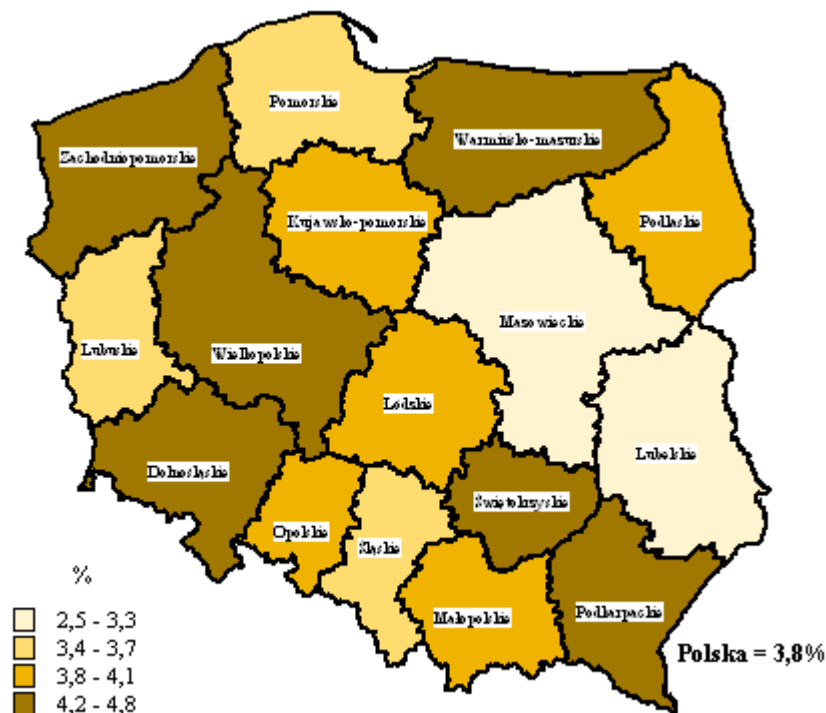 Pomorskie
Warmińsko-mazurskie
Zachodniopomorskie
Kujawsko-pomorskie
Podlaskie
Mazowieckie
Lubuskie
Wielkopolskie
Łódzkie
Lubelskie
Dolnośląskie
Świętokrzyskie
Opolskie
Śląskie
Małopolskie
Podkarpackie
%
2,5 - 3,3
3,4 - 3,7
3,8 - 4,1
4,2 - 4,8
Polska = 3,8%